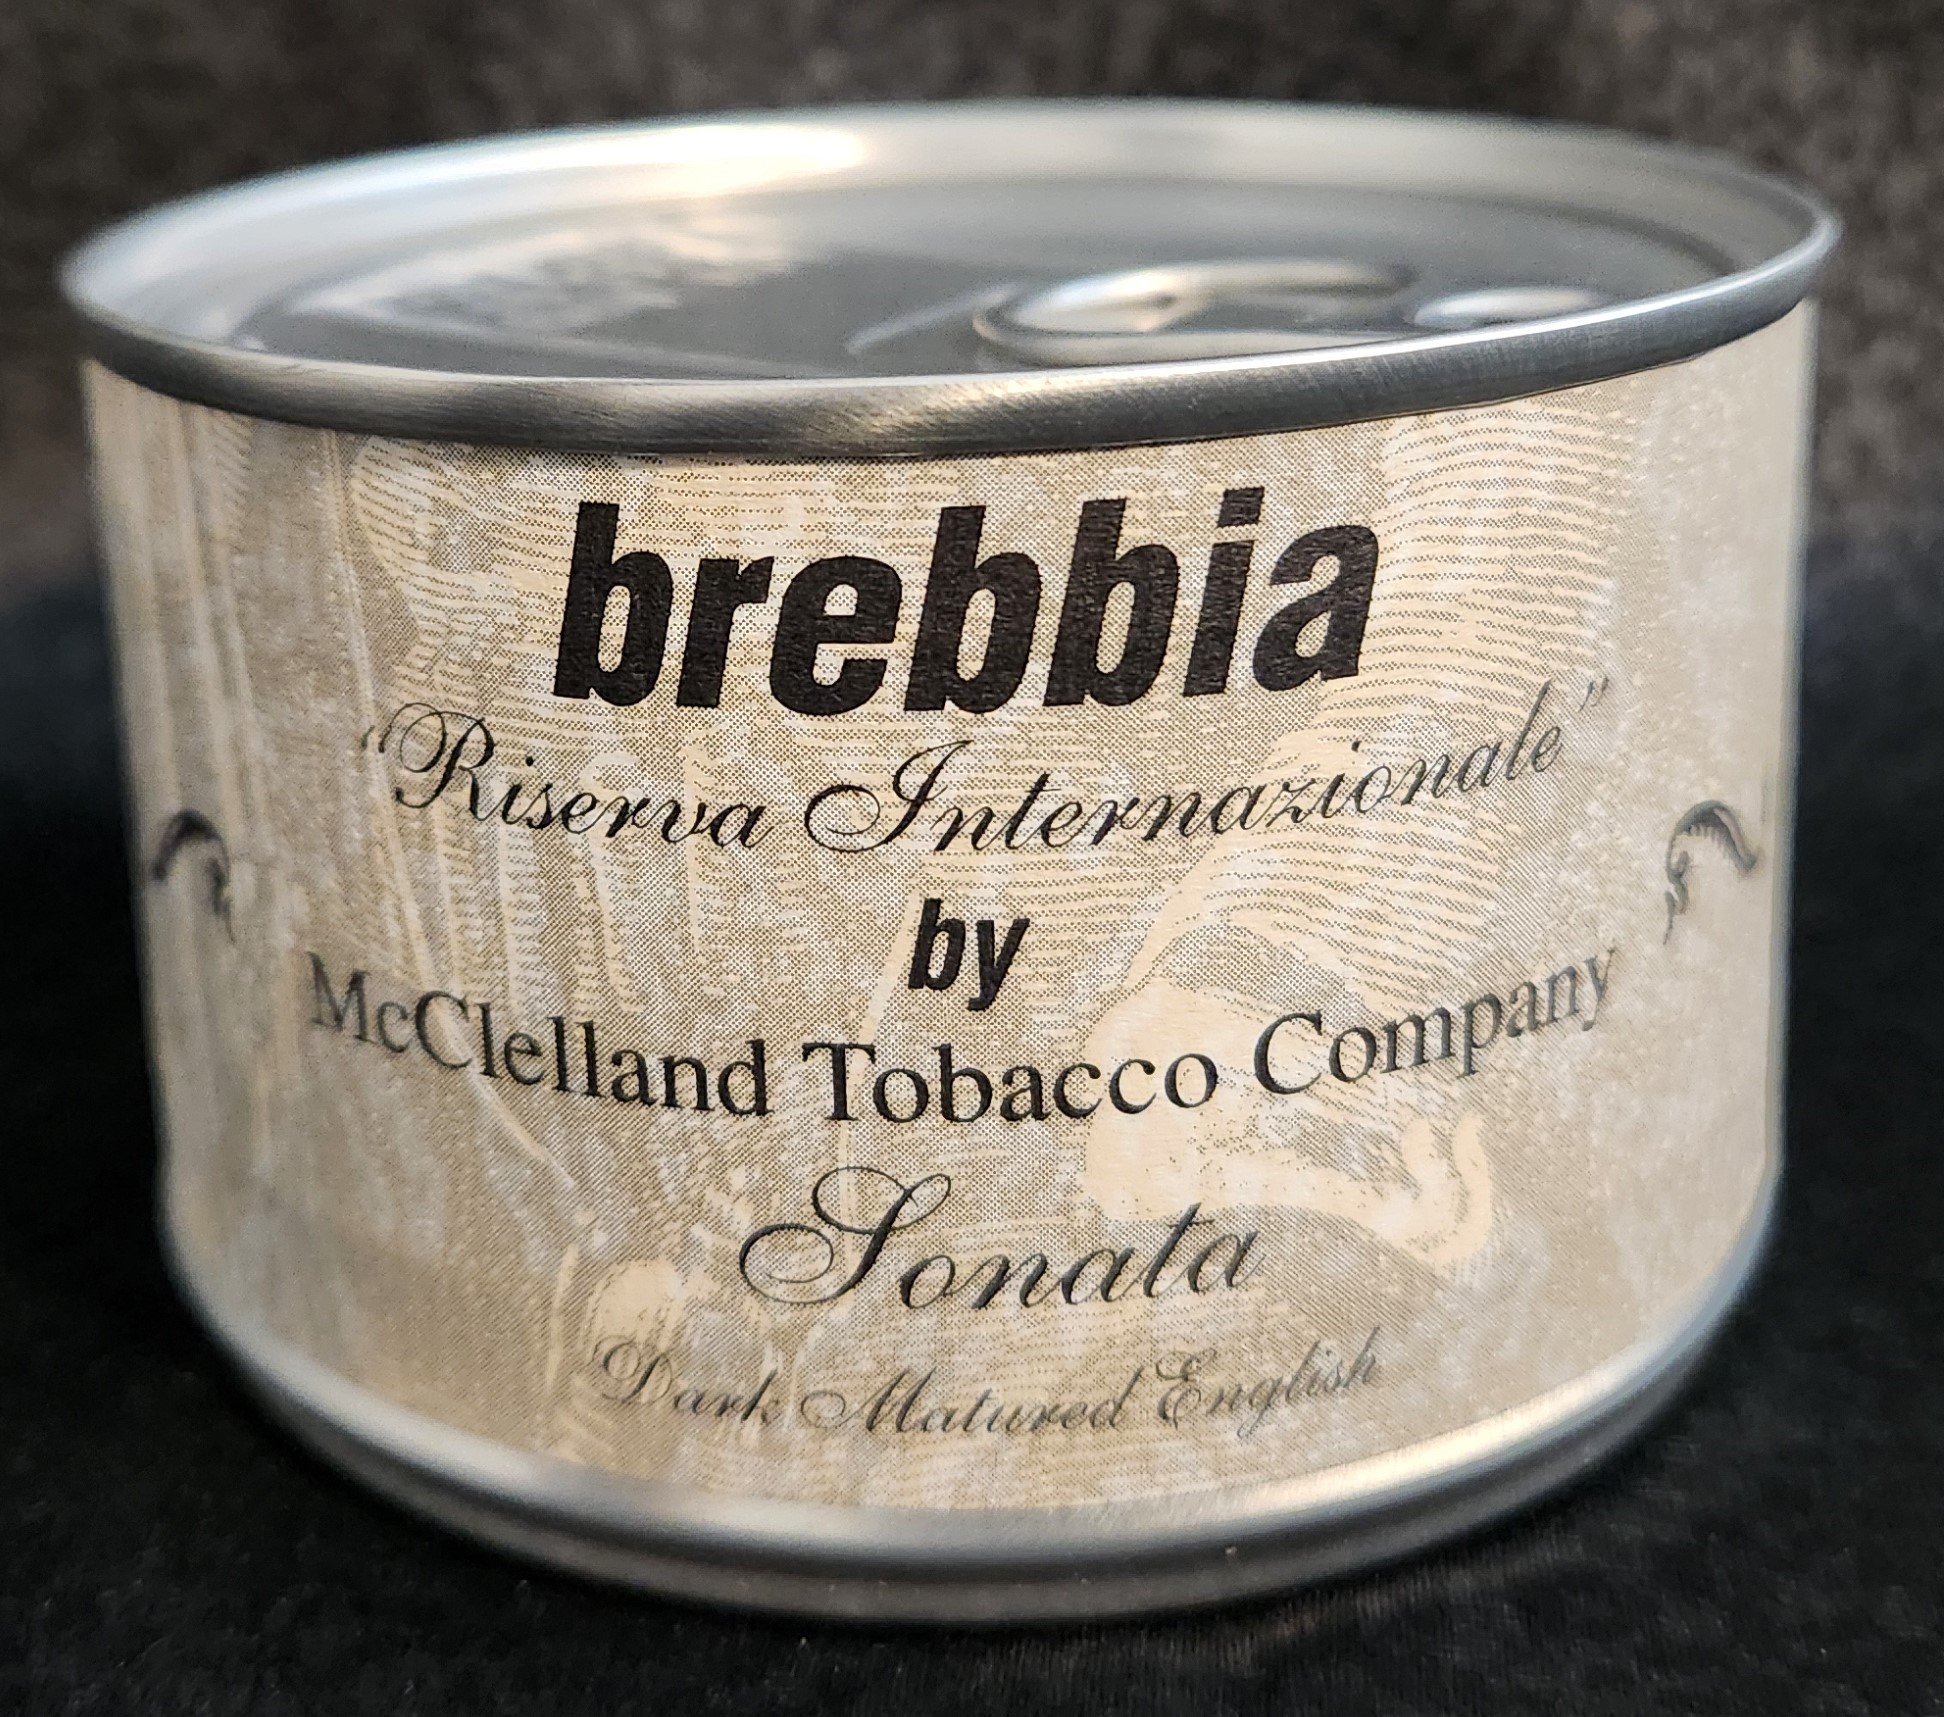 brebbia
“Riserva Internazionale”
by
McClelland Tobacco Company
Sonata
Dark Matured English